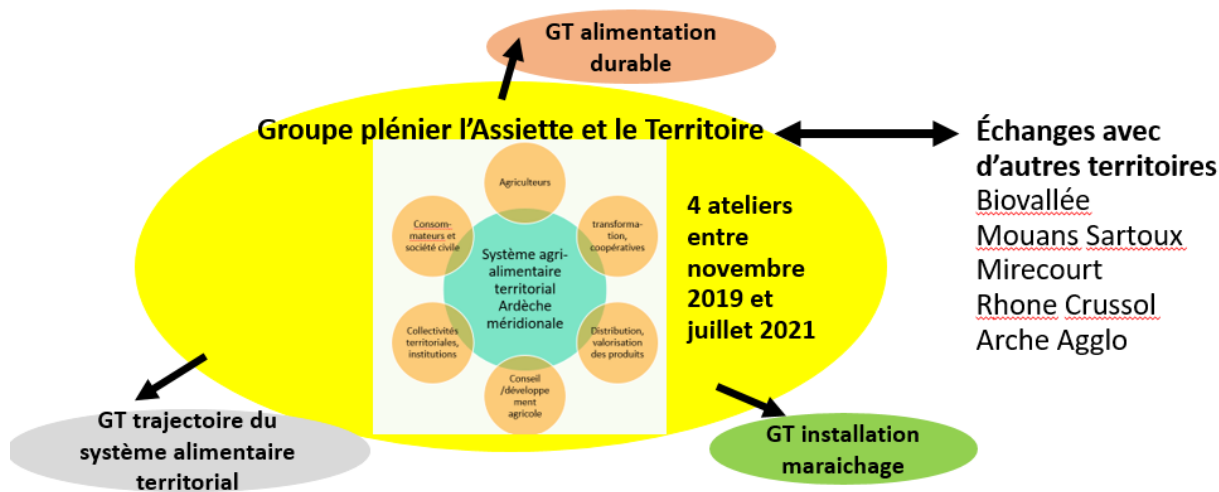 GT alimentation
durable
Groupe plénier l’Assiette et le Territoire
Agriculteurs
Consom-
mateurs et
société civile
transforma-
tion,
coopératives
Système agri-
alimentaire
territorial
Ardèche
méridionale
Collectivités
territoriales,
institutions
Distribution,
valorisation
des produits
Conseil
/développe
ment
agricole
4 ateliers
entre
novembre
2019 et
juillet 2021
Échanges avec
d’autres territoires
Biovallée
Mouans Sartoux
Mirecourt
Rhone Crussol
Arche Agglo
GT trajectoire du
système alimentaire
territorial
GT installation
maraichage